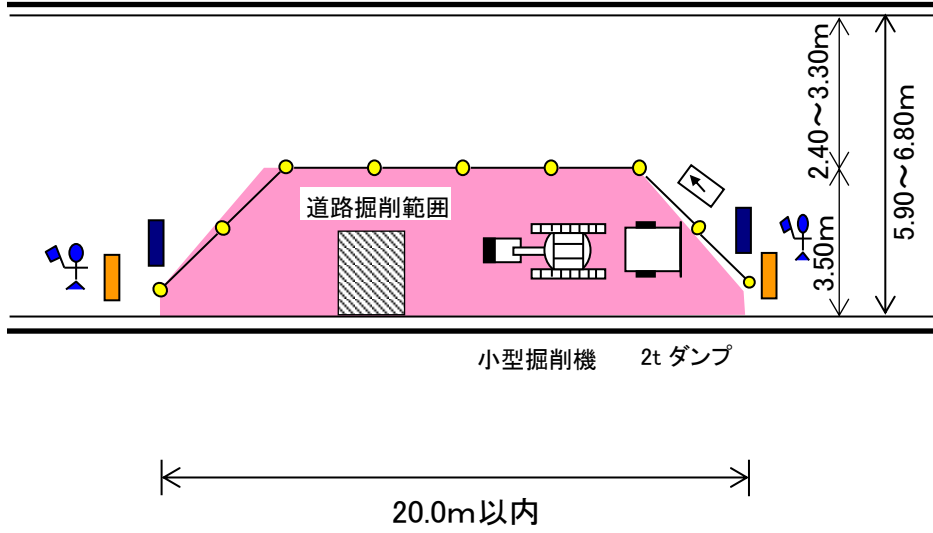 道路掘削範囲
2.40～3.30m
3.50m
5.90～6.80m
小型掘削機
2t ダンプ
20.0m以内